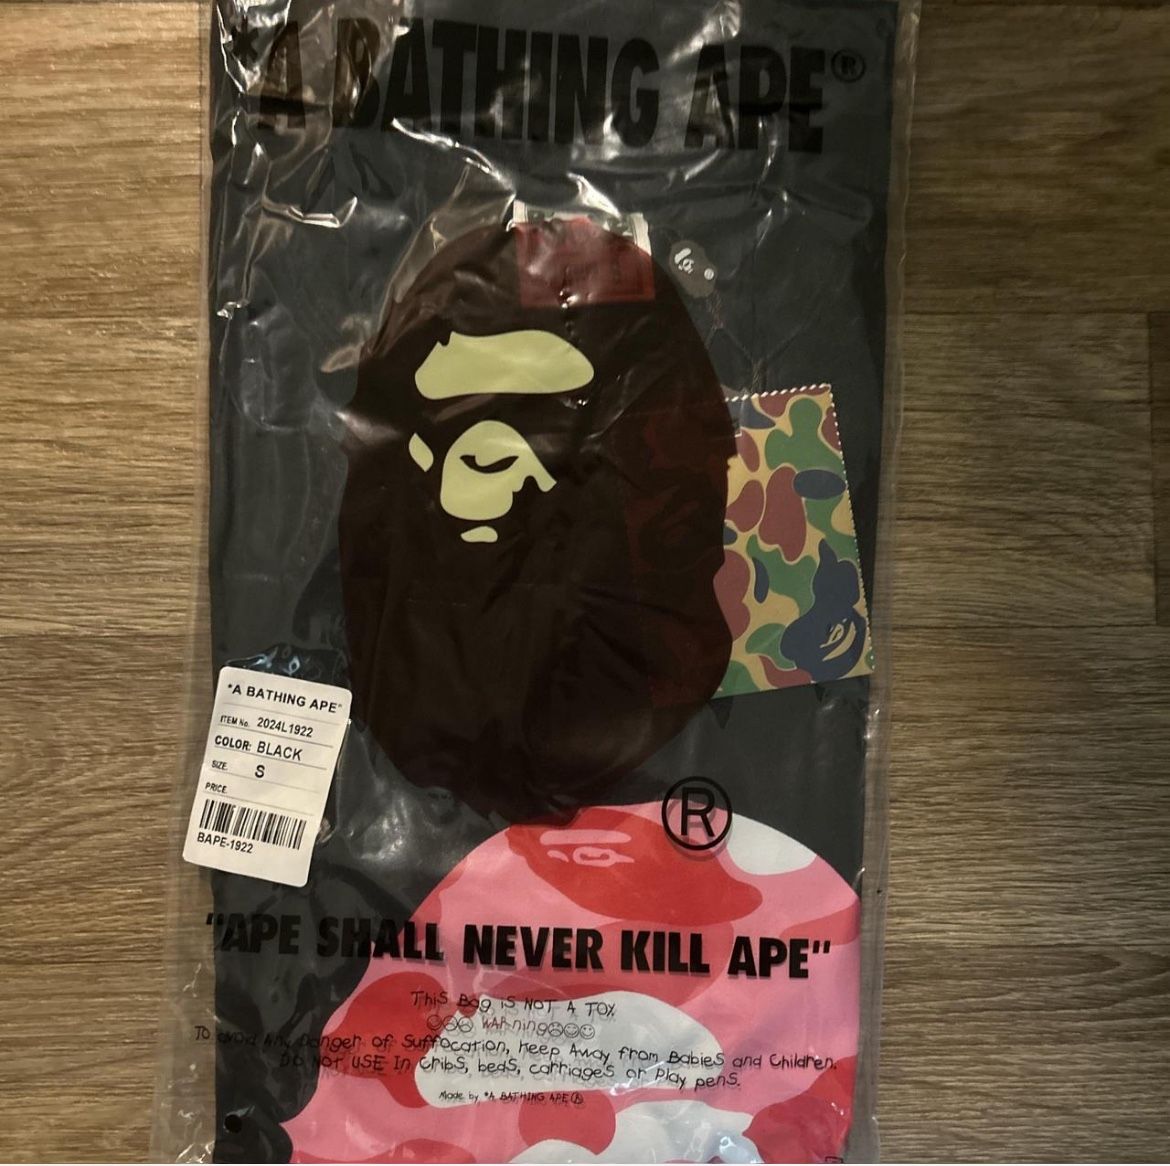 *A BATHING APE®
*A BATHING APE®
ITEM No. 2024L1922
COLOR: BLACK
SIZE. S
PRICE.
BAPE-1922
®
"APE SHALL NEVER KILL APE"
This Bag iS NOT A TOY
WARning
TO avoid Any Danger of Suffocation, Keep Away from BabieS and Children.
DO NOT USE In CribS, bedS, carriageS or Play penS.
Made by *A BATHING APE®